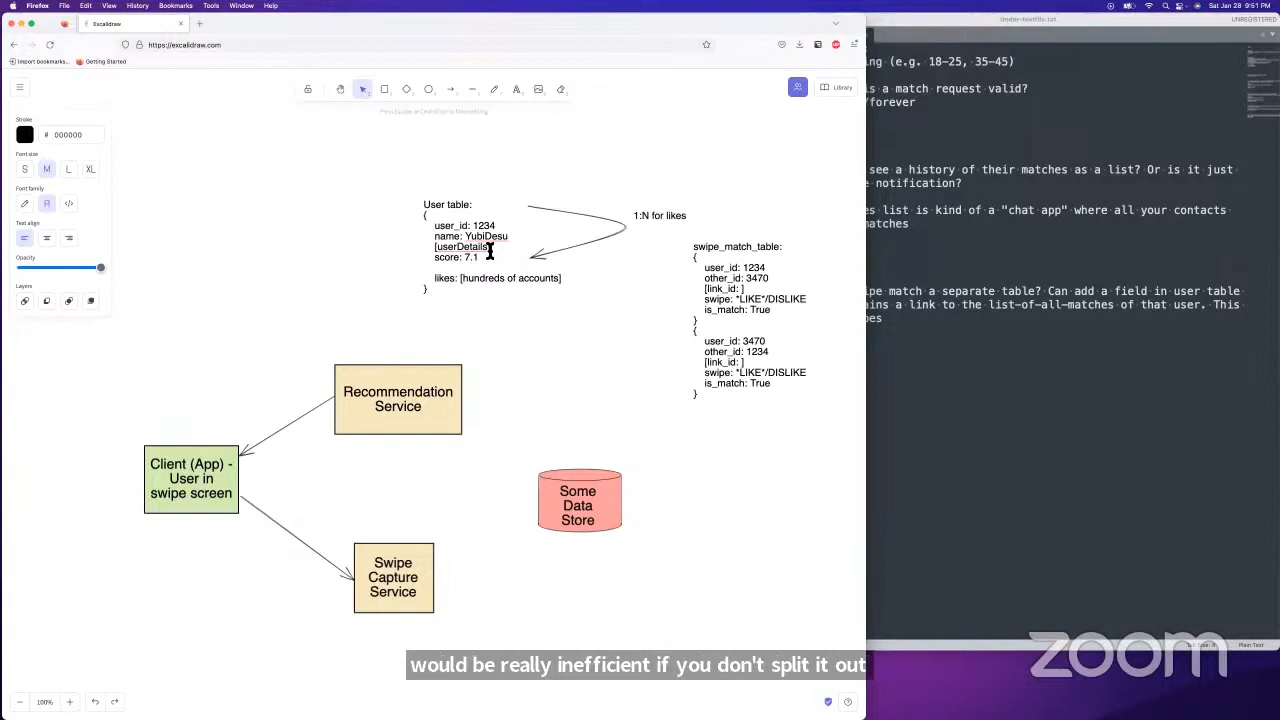 Firefox File Edit View History Bookmarks Tools Window Help
Sat Jan 28 9:51 PM
Excalidraw
https://excalidraw.com
Import bookmarks...
Getting Started
UNREGISTERED
Library
Stroke
# 000000
Font size
S M L XL
Font family
Text align
Opacity
Layers
User table:
{
user_id: 1234
name: YubiDesu
[userDetails]
score: 7.1
likes: [hundreds of accounts]
}
1:N for likes
swipe_match_table:
{
user_id: 1234
other_id: 3470
[link_id: ]
swipe: *LIKE*/DISLIKE
is_match: True
}
{
user_id: 3470
other_id: 1234
[link_id: ]
swipe: *LIKE*/DISLIKE
is_match: True
}
Recommendation
Service
Client (App) -
User in
swipe screen
Some
Data
Store
Swipe
Capture
Service
100%
ing (e.g. 18-25, 35-45)
is a match request valid?
/forever
see a history of their matches as a list? Or is it just
notification?
es list is kind of a "chat app" where all your contacts
matches
ipe match a separate table? Can add a field in user table
ains a link to the list-of-all-matches of that user. This
Plain Text
would be really inefficient if you don't split it out
zoom